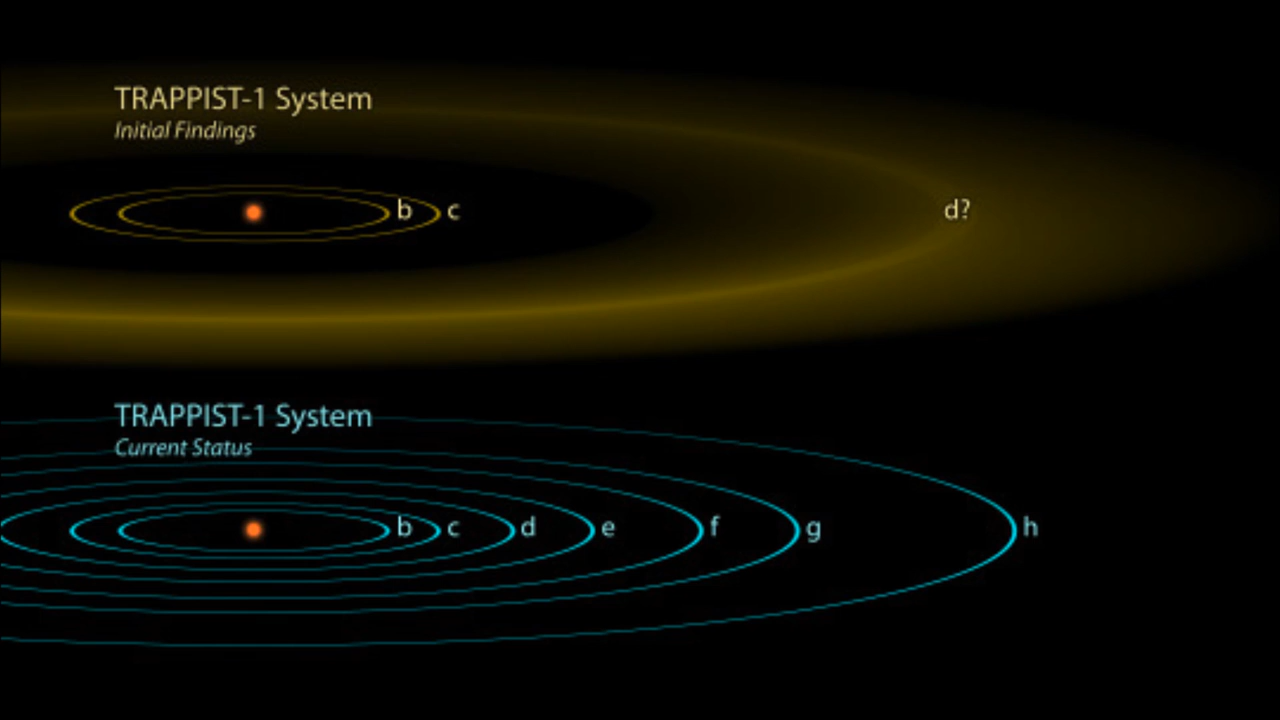 TRAPPIST-1 System
Initial Findings
b c d?
TRAPPIST-1 System
Current Status
b c d e f g h